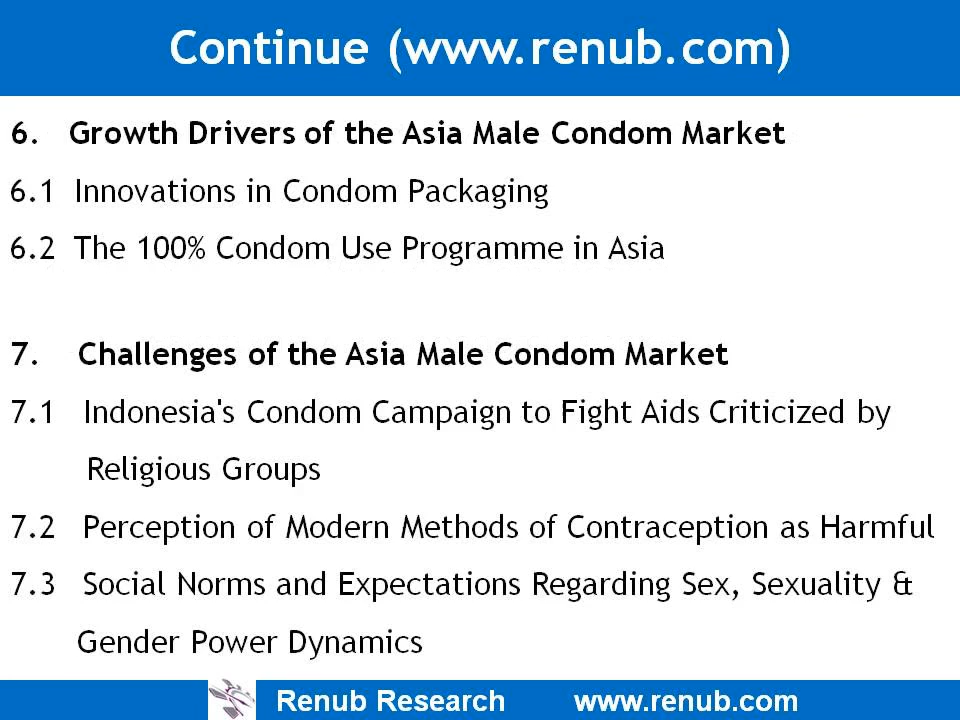 Continue (www.renub.com)
6. Growth Drivers of the Asia Male Condom Market
6.1 Innovations in Condom Packaging
6.2 The 100% Condom Use Programme in Asia
7. Challenges of the Asia Male Condom Market
7.1 Indonesia's Condom Campaign to Fight Aids Criticized by
Religious Groups
7.2 Perception of Modern Methods of Contraception as Harmful
7.3 Social Norms and Expectations Regarding Sex, Sexuality &
Gender Power Dynamics
Renub Research www.renub.com